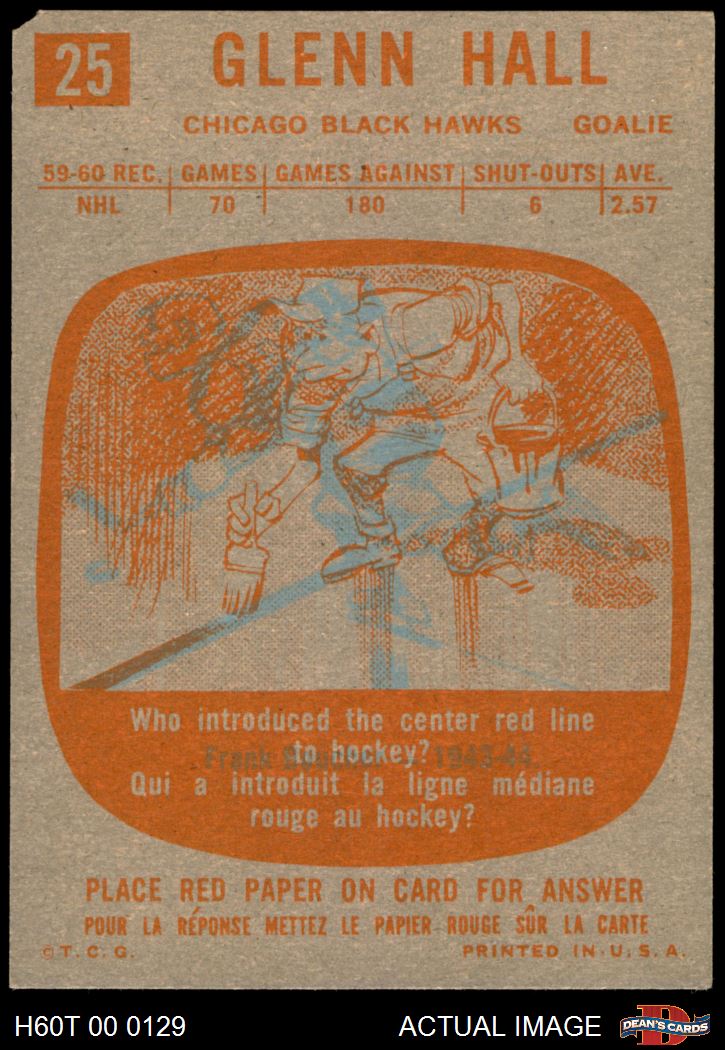 25
GLENN HALL
CHICAGO BLACK HAWKS GOALIE
59-60 REC. GAMES GAMES AGAINST SHUT-OUTS AVE.
NHL 70 180 6 2.57
Who introduced the center red line
to hockey?
Frank 1943-44.
Qui a introduit la ligne médiane
rouge au hockey?
PLACE RED PAPER ON CARD FOR ANSWER
POUR LA RÉPONSE METTEZ LE PAPIER ROUGE SÛR LA CARTE
© T. C. G. PRINTED IN U. S. A.
H60T 00 0129 ACTUAL IMAGE
D
DEAN'S CARDS